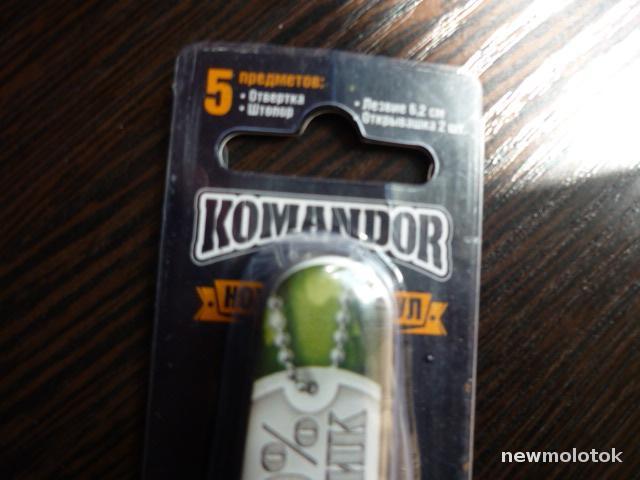 5 предметов:
• Отвертка
• Штопор
• Лезвие 6,2 см
Открывашка 2 шт.
KOMANDOR
newmolotok